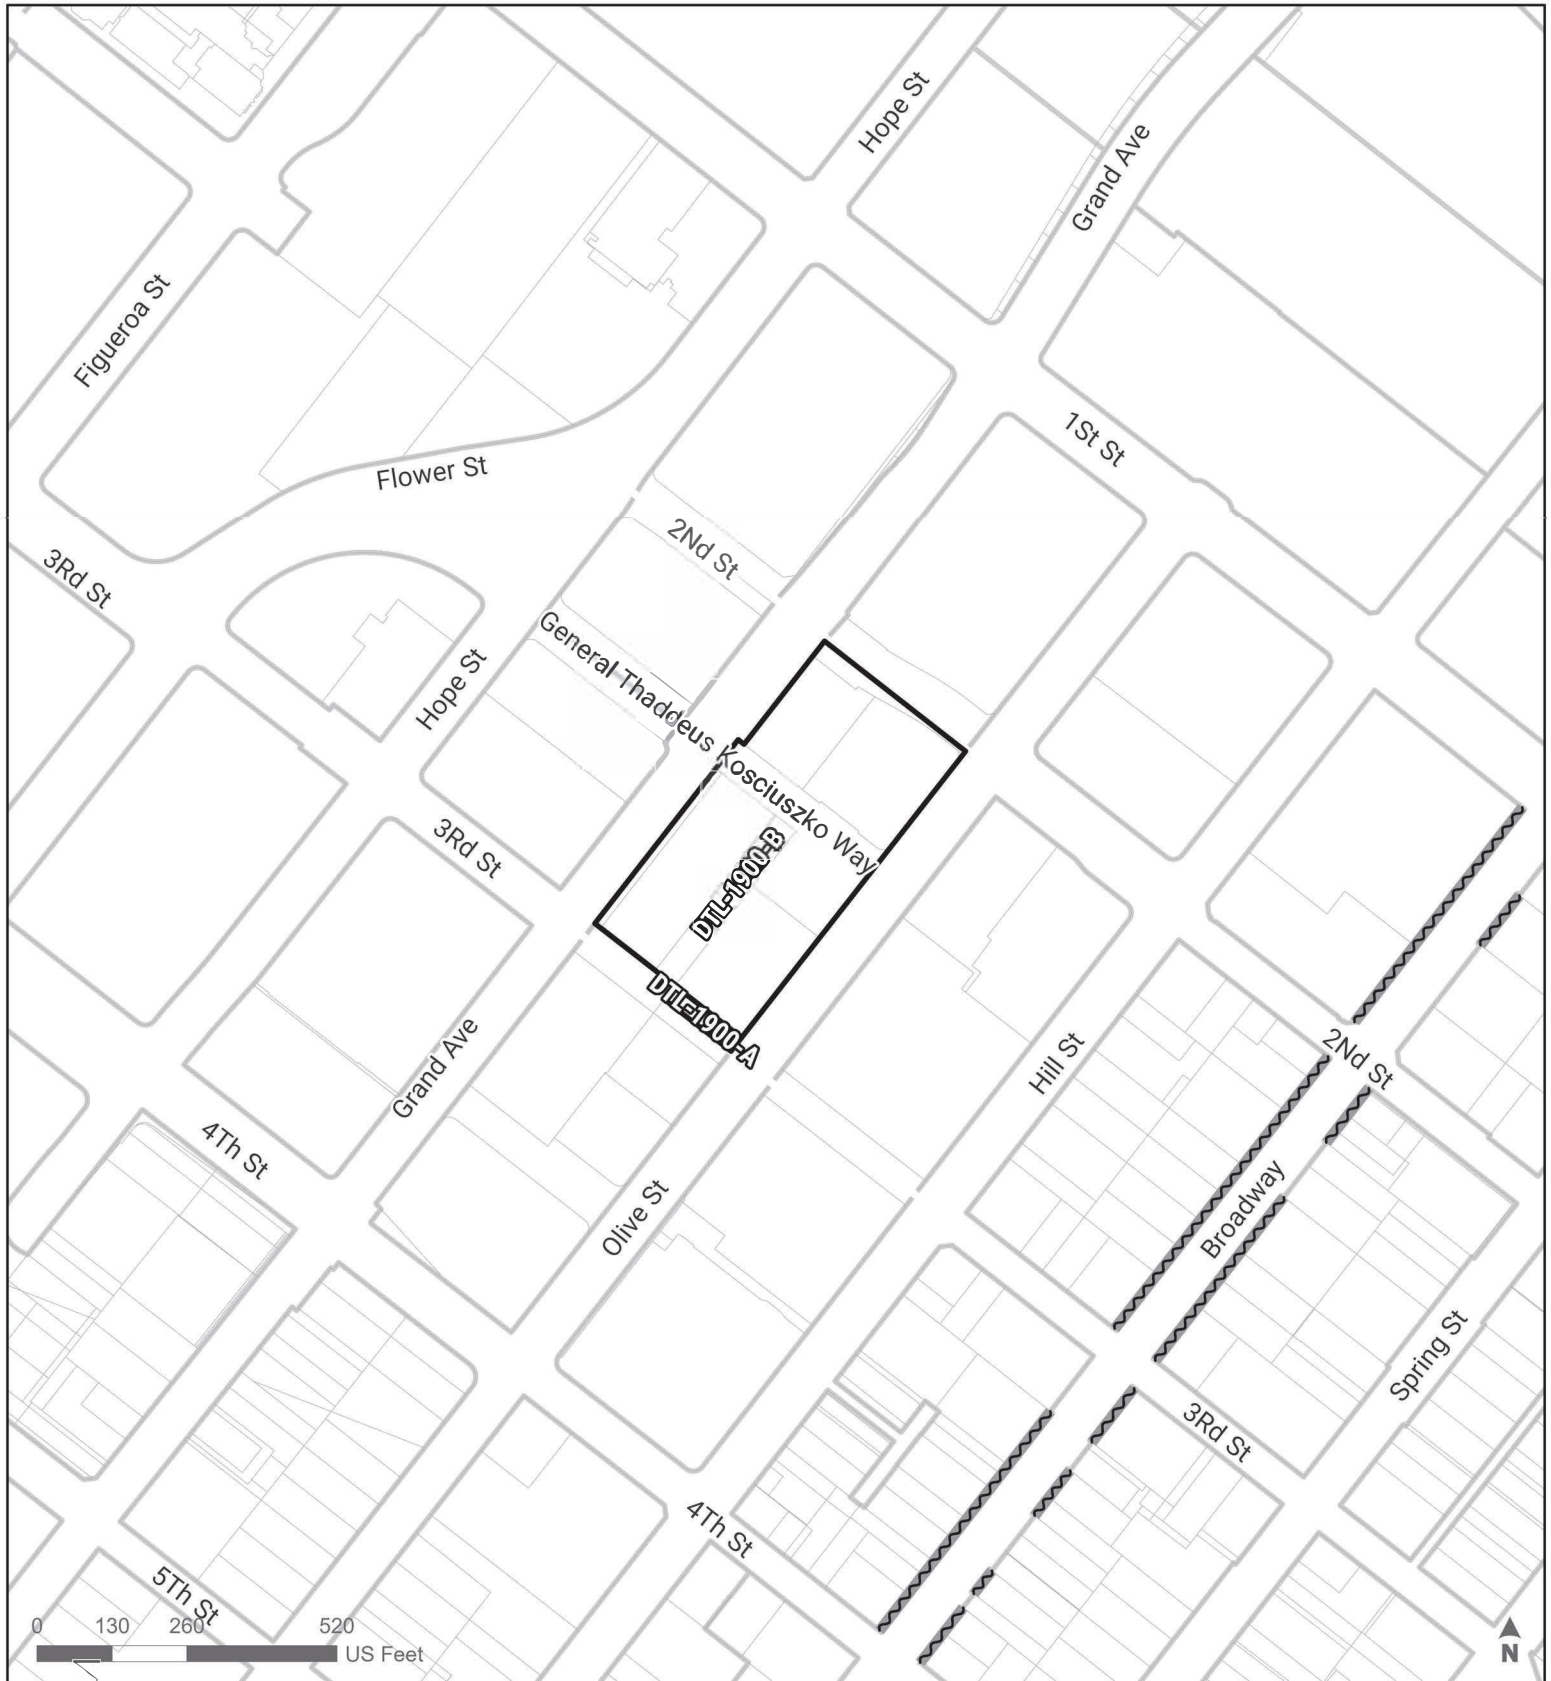 Hope St
Grand Ave
Figueroa St
1St St
Flower St
2Nd St
3Rd St
General Thaddeus Kosciuszko Way
Hope St
3Rd St
DTL-1900-B
DTL-1900-A
Grand Ave
Hill St
2Nd St
4Th St
Olive St
Broadway
Spring St
3Rd St
4Th St
5Th St
0 130 260 520
US Feet
N